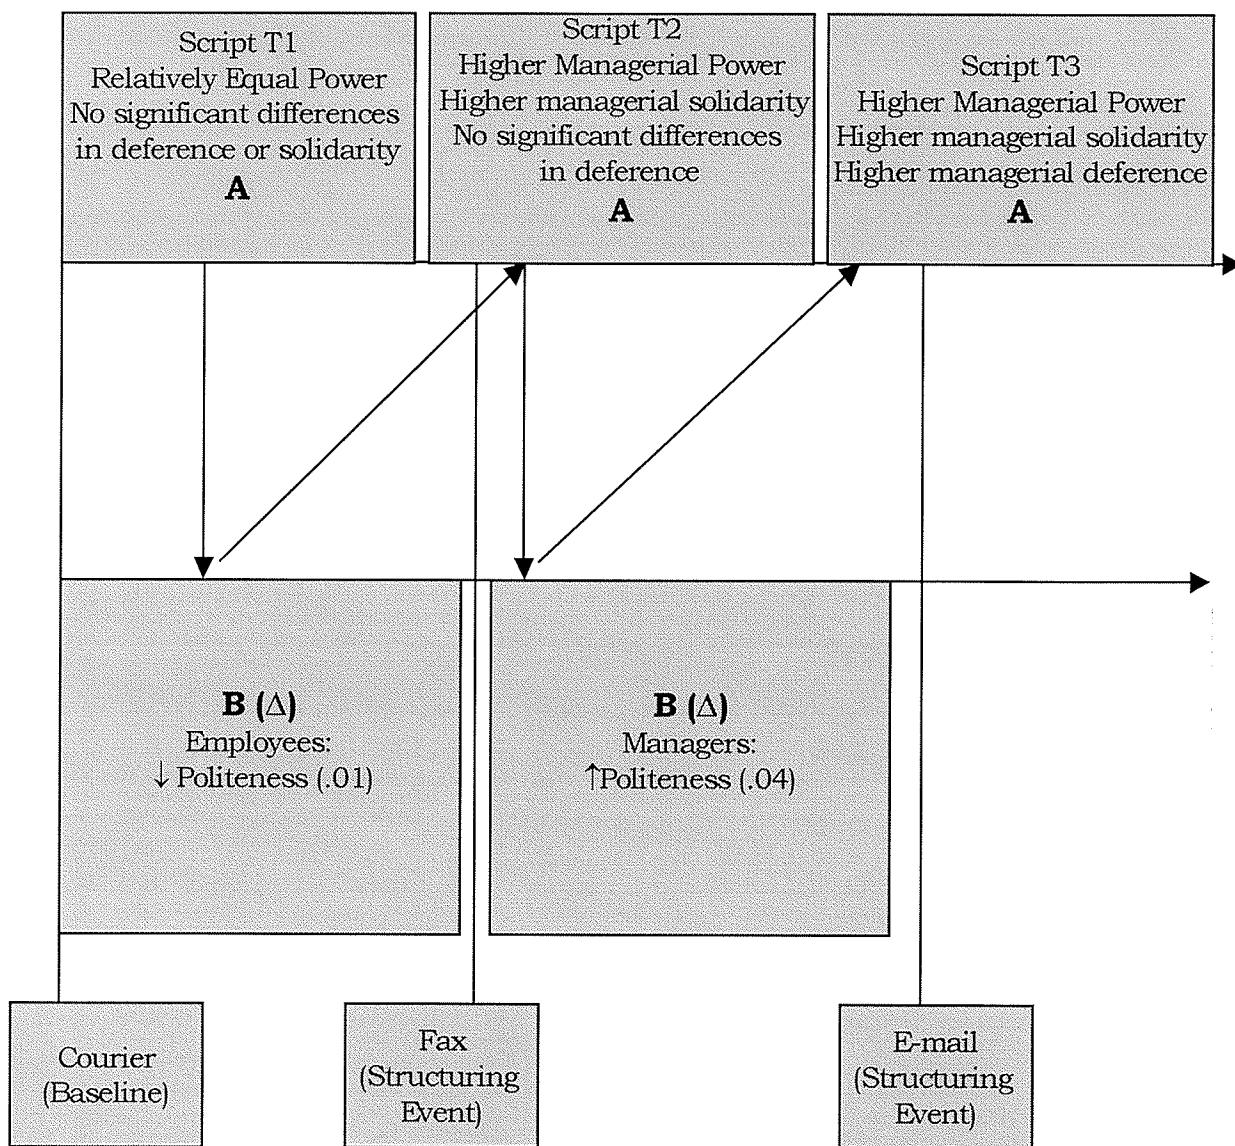 Script T1
Relatively Equal Power
No significant differences
in deference or solidarity
A
Script T2
Higher Managerial Power
Higher managerial solidarity
No significant differences
in deference
A
Script T3
Higher Managerial Power
Higher managerial solidarity
Higher managerial deference
A
B (Δ)
Employees:
↓ Politeness (.01)
B (Δ)
Managers:
↑Politeness (.04)
Courier
(Baseline)
Fax
(Structuring
Event)
E-mail
(Structuring
Event)